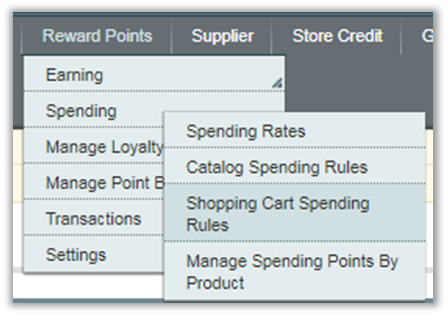 Reward Points Supplier Store Credit G
Earning
Spending
Manage Loyalty
Manage Point B
Transactions
Settings
Spending Rates
Catalog Spending Rules
Shopping Cart Spending
Rules
Manage Spending Points By
Product